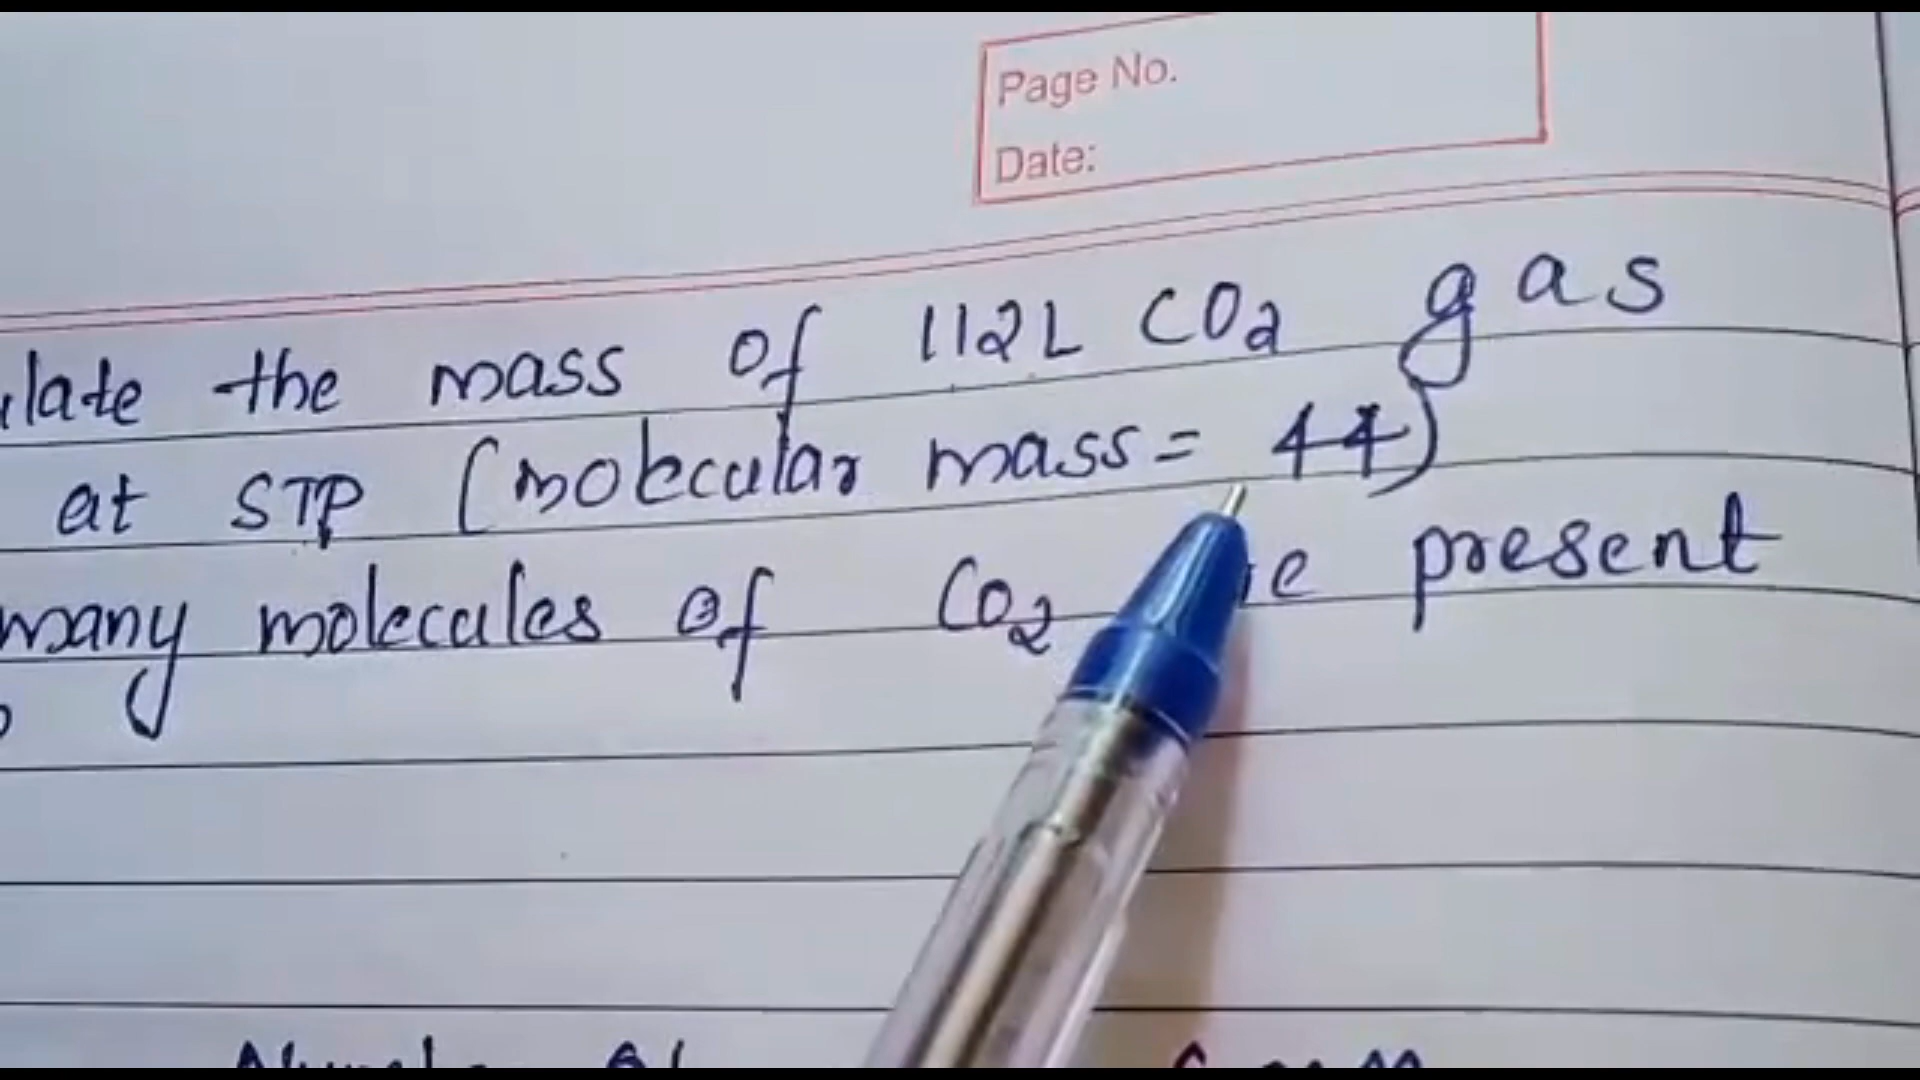 Page No.
Date:
ulate the mass of 112L CO2 gas
at STP (molecular mass = 44)
many molecules of CO2 present